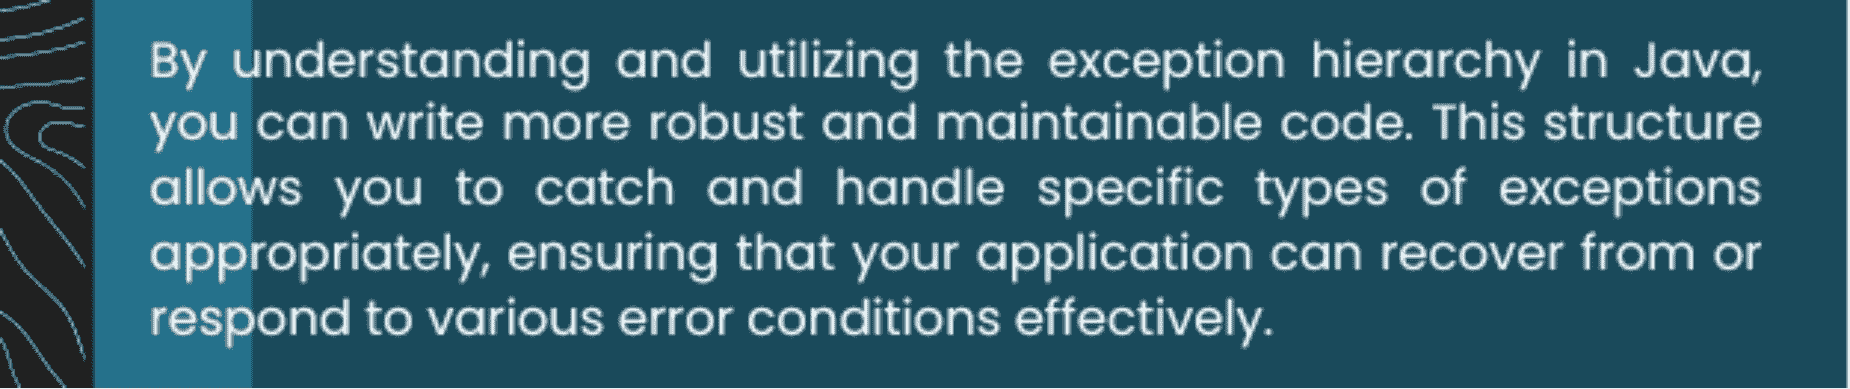 By understanding and utilizing the exception hierarchy in Java,
you can write more robust and maintainable code. This structure
allows you to catch and handle specific types of exceptions
appropriately, ensuring that your application can recover from or
respond to various error conditions effectively.